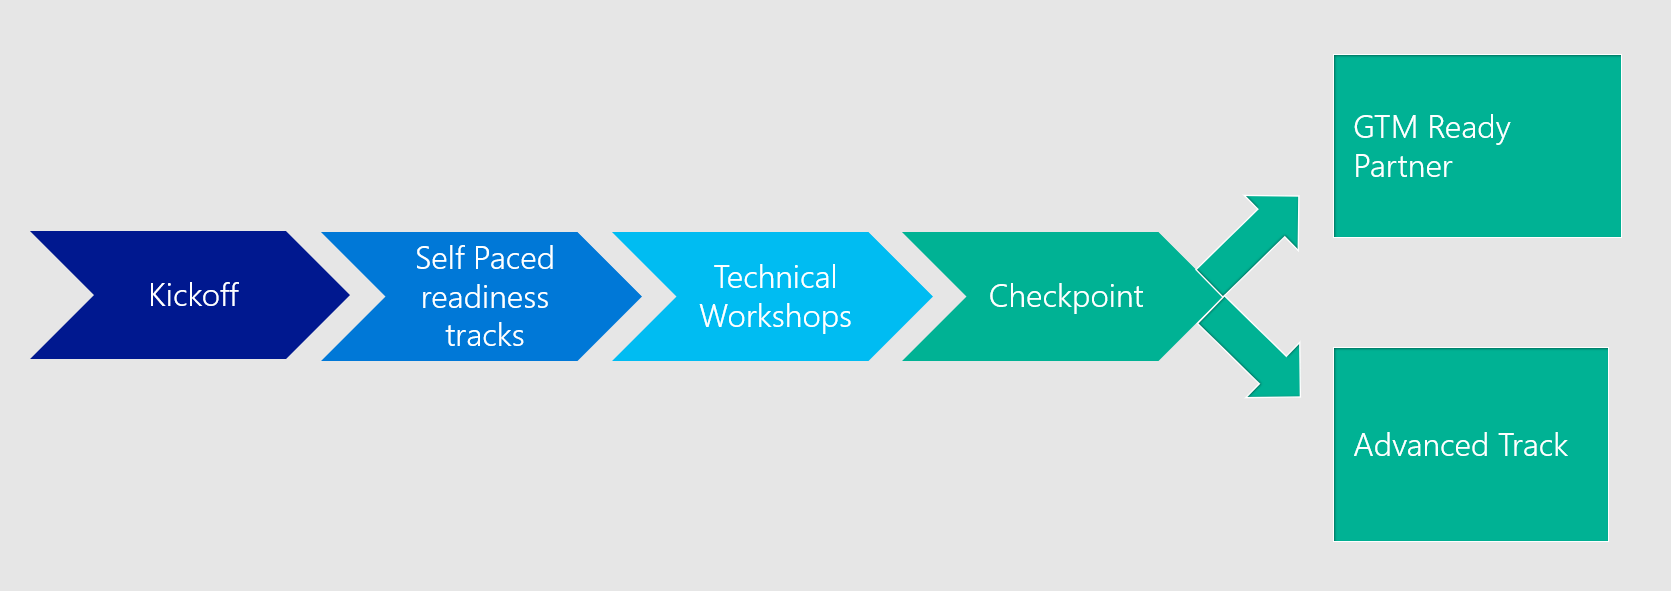 Kickoff
Self Paced
readiness
tracks
Technical
Workshops
Checkpoint
GTM Ready
Partner
Advanced Track